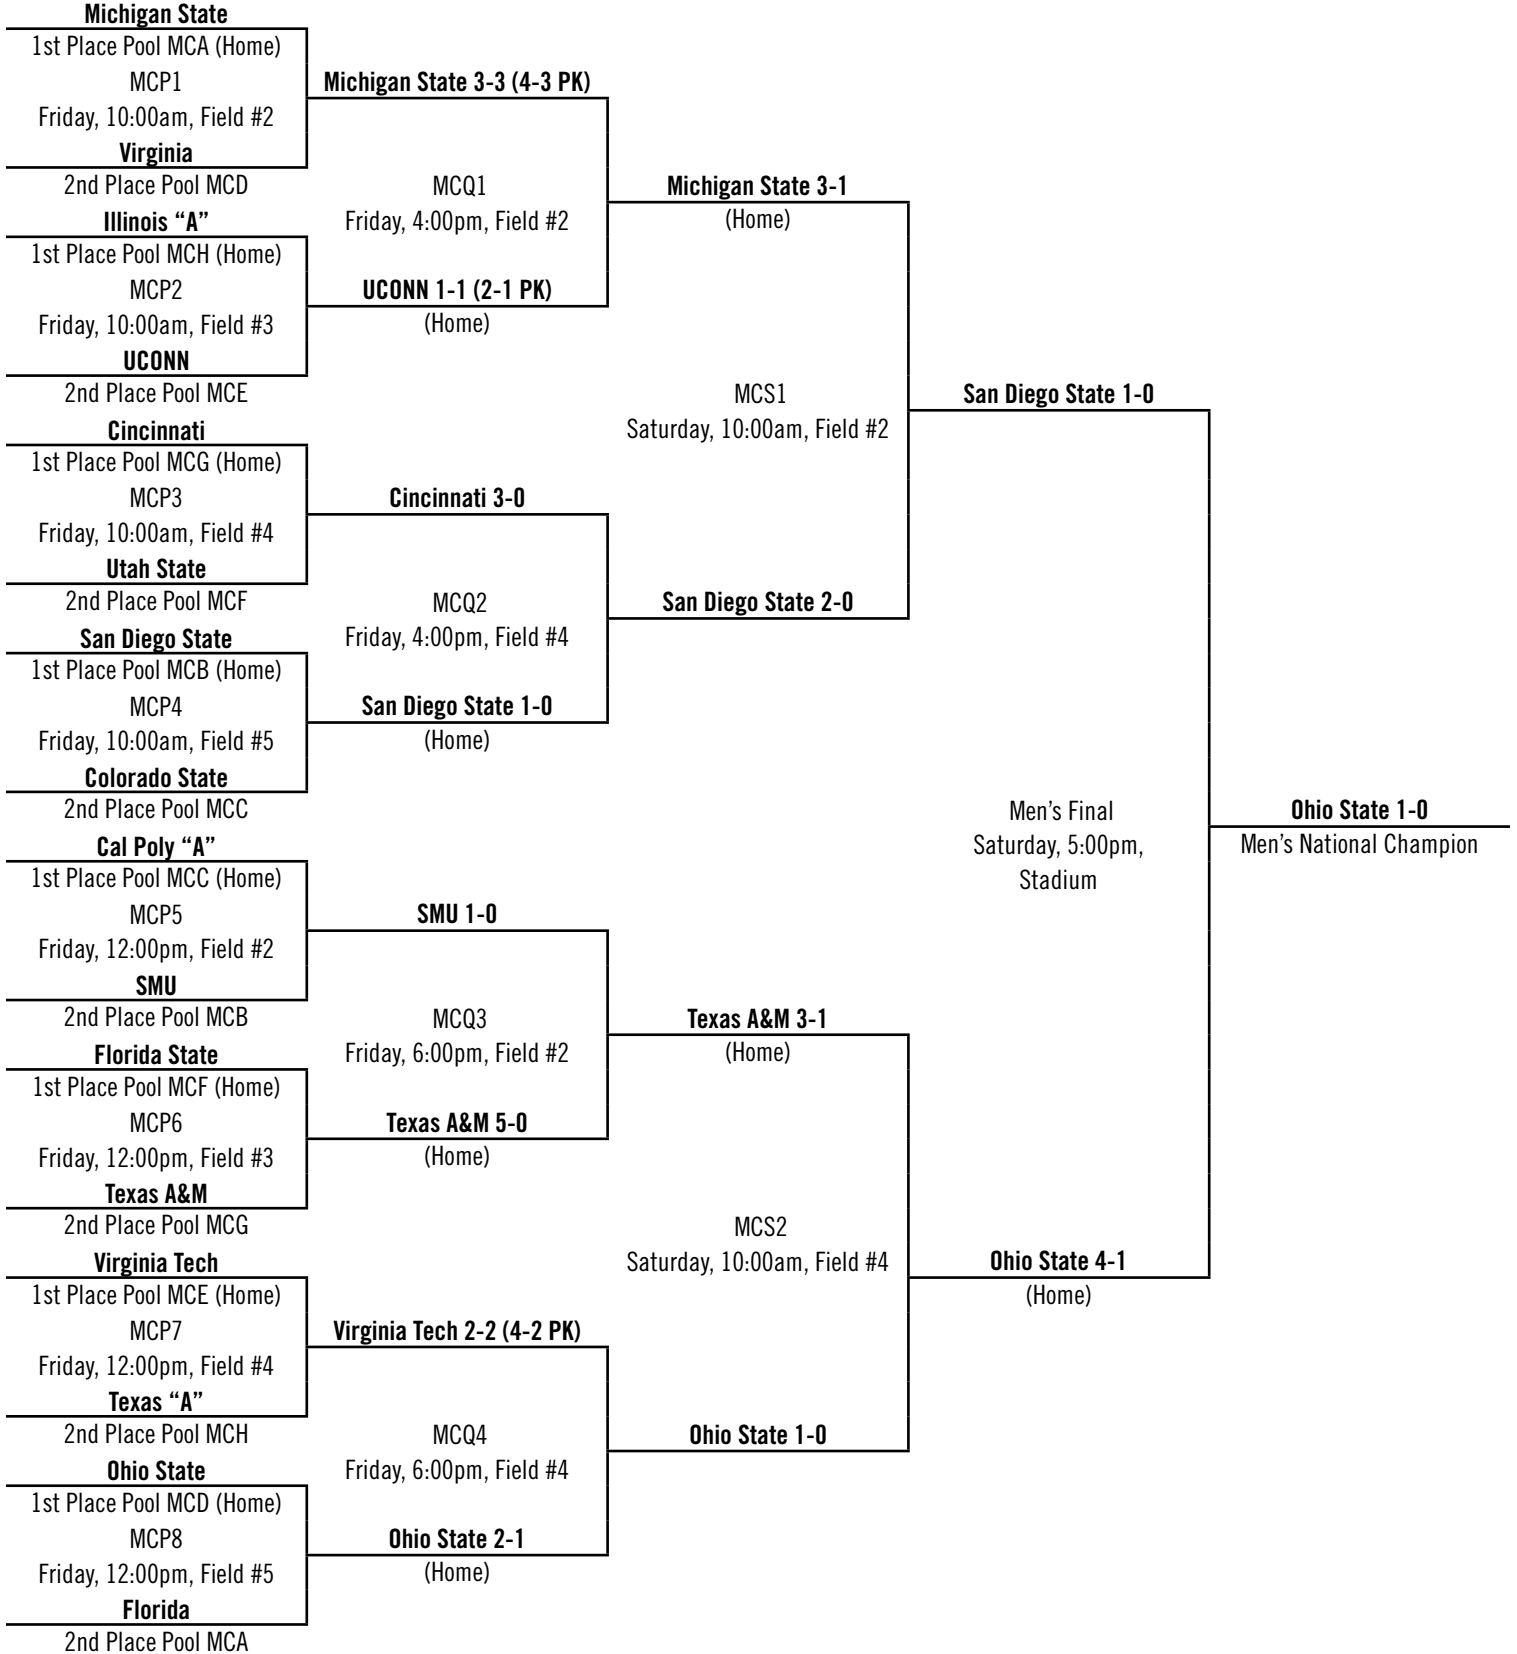 Michigan State
1st Place Pool MCA (Home)
MCP1
Friday, 10:00am, Field #2
Virginia
2nd Place Pool MCD
Illinois “A”
1st Place Pool MCH (Home)
MCP2
Friday, 10:00am, Field #3
UCONN
2nd Place Pool MCE
Cincinnati
1st Place Pool MCG (Home)
MCP3
Friday, 10:00am, Field #4
Utah State
2nd Place Pool MCF
San Diego State
1st Place Pool MCB (Home)
MCP4
Friday, 10:00am, Field #5
Colorado State
2nd Place Pool MCC
Cal Poly “A”
1st Place Pool MCC (Home)
MCP5
Friday, 12:00pm, Field #2
SMU
2nd Place Pool MCB
Florida State
1st Place Pool MCF (Home)
MCP6
Friday, 12:00pm, Field #3
Texas A&M
2nd Place Pool MCG
Virginia Tech
1st Place Pool MCE (Home)
MCP7
Friday, 12:00pm, Field #4
Texas “A”
2nd Place Pool MCH
Ohio State
1st Place Pool MCD (Home)
MCP8
Friday, 12:00pm, Field #5
Florida
2nd Place Pool MCA
Michigan State 3-3 (4-3 PK)
MCQ1
Friday, 4:00pm, Field #2
UCONN 1-1 (2-1 PK)
(Home)
Cincinnati 3-0
MCQ2
Friday, 4:00pm, Field #4
San Diego State 1-0
(Home)
SMU 1-0
MCQ3
Friday, 6:00pm, Field #2
Texas A&M 5-0
(Home)
Virginia Tech 2-2 (4-2 PK)
MCQ4
Friday, 6:00pm, Field #4
Ohio State 2-1
(Home)
Michigan State 3-1
(Home)
MCS1
Saturday, 10:00am, Field #2
San Diego State 2-0
Texas A&M 3-1
(Home)
MCS2
Saturday, 10:00am, Field #4
Ohio State 1-0
San Diego State 1-0
Men’s Final
Saturday, 5:00pm,
Stadium
Ohio State 4-1
(Home)
Ohio State 1-0
Men’s National Champion